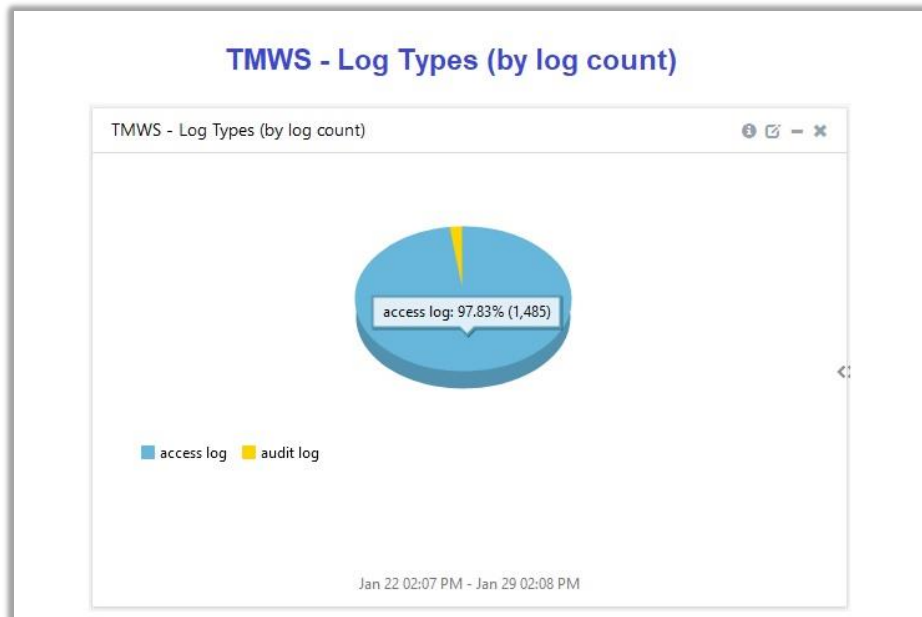 TMWS - Log Types (by log count)
TMWS - Log Types (by log count)
access log: 97.83% (1,485)
access log audit log
Jan 22 02:07 PM - Jan 29 02:08 PM